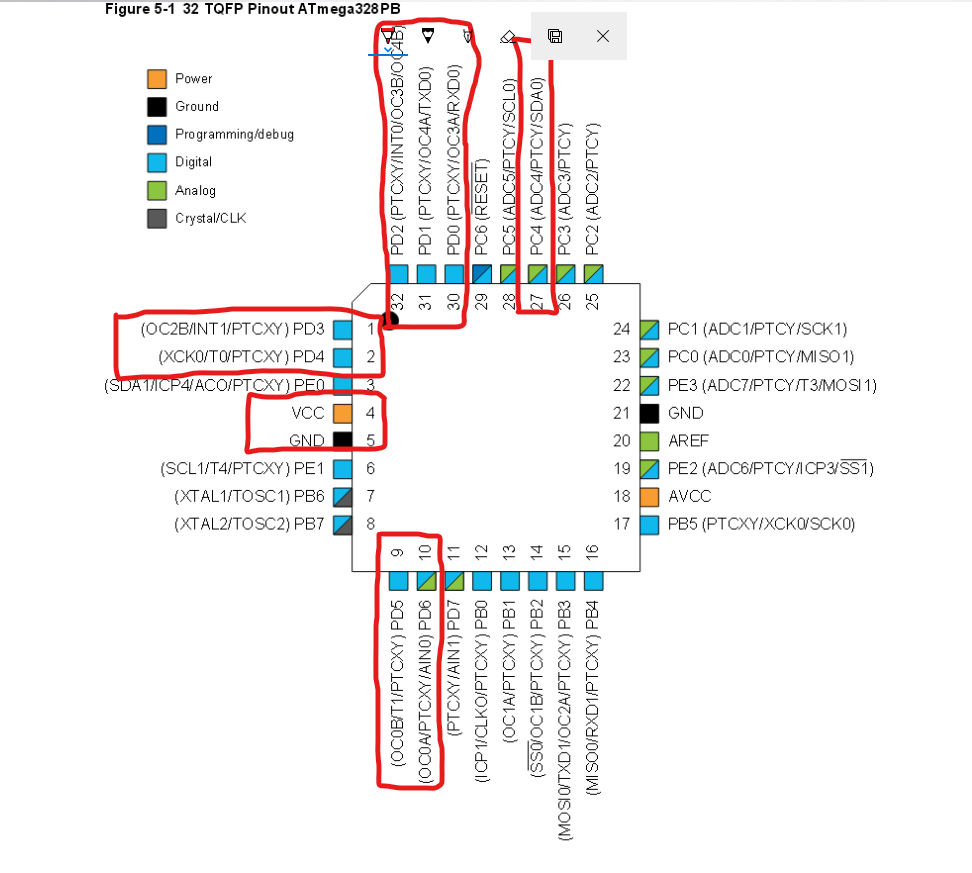 Figure 5-1 32 TQFP Pinout ATmega328PB
Power
Ground
Programming/debug
Digital
Analog
Crystal/CLK
PD2 (PTCXY/INT0/OC3B/OC4B)
PD1 (PTCXY/OC4A/TXD0)
PD0 (PTCXY/OC3A/RXD0)
PC6 (RESET)
PC5 (ADC5/PTCY/SCL0)
PC4 (ADC4/PTCY/SDA0)
PC3 (ADC3/PTCY)
PC2 (ADC2/PTCY)
32
31
30
29
28
27
26
25
(OC2B/INT1/PTCXY) PD3 1
(XCK0/T0/PTCXY) PD4 2
(SDA1/ICP4/ACO/PTCXY) PE0 3
VCC 4
GND 5
(SCL1/T4/PTCXY) PE1 6
(XTAL1/TOSC1) PB6 7
(XTAL2/TOSC2) PB7 8
24 PC1 (ADC1/PTCY/SCK1)
23 PC0 (ADC0/PTCY/MISO1)
22 PE3 (ADC7/PTCY/T3/MOSI1)
21 GND
20 AREF
19 PE2 (ADC6/PTCY/ICP3/SS1)
18 AVCC
17 PB5 (PTCXY/XCK0/SCK0)
9
10
11
12
13
14
15
16
(OC0B/T1/PTCXY) PD5
(OC0A/PTCXY/AIN0) PD6
(PTCXY/AIN1) PD7
(ICP1/CLKO/PTCXY) PB0
(OC1A/PTCXY) PB1
(SS0/OC1B/PTCXY) PB2
(MOSI0/TXD1/OC2A/PTCXY) PB3
(MISO0/RXD1/PTCXY) PB4